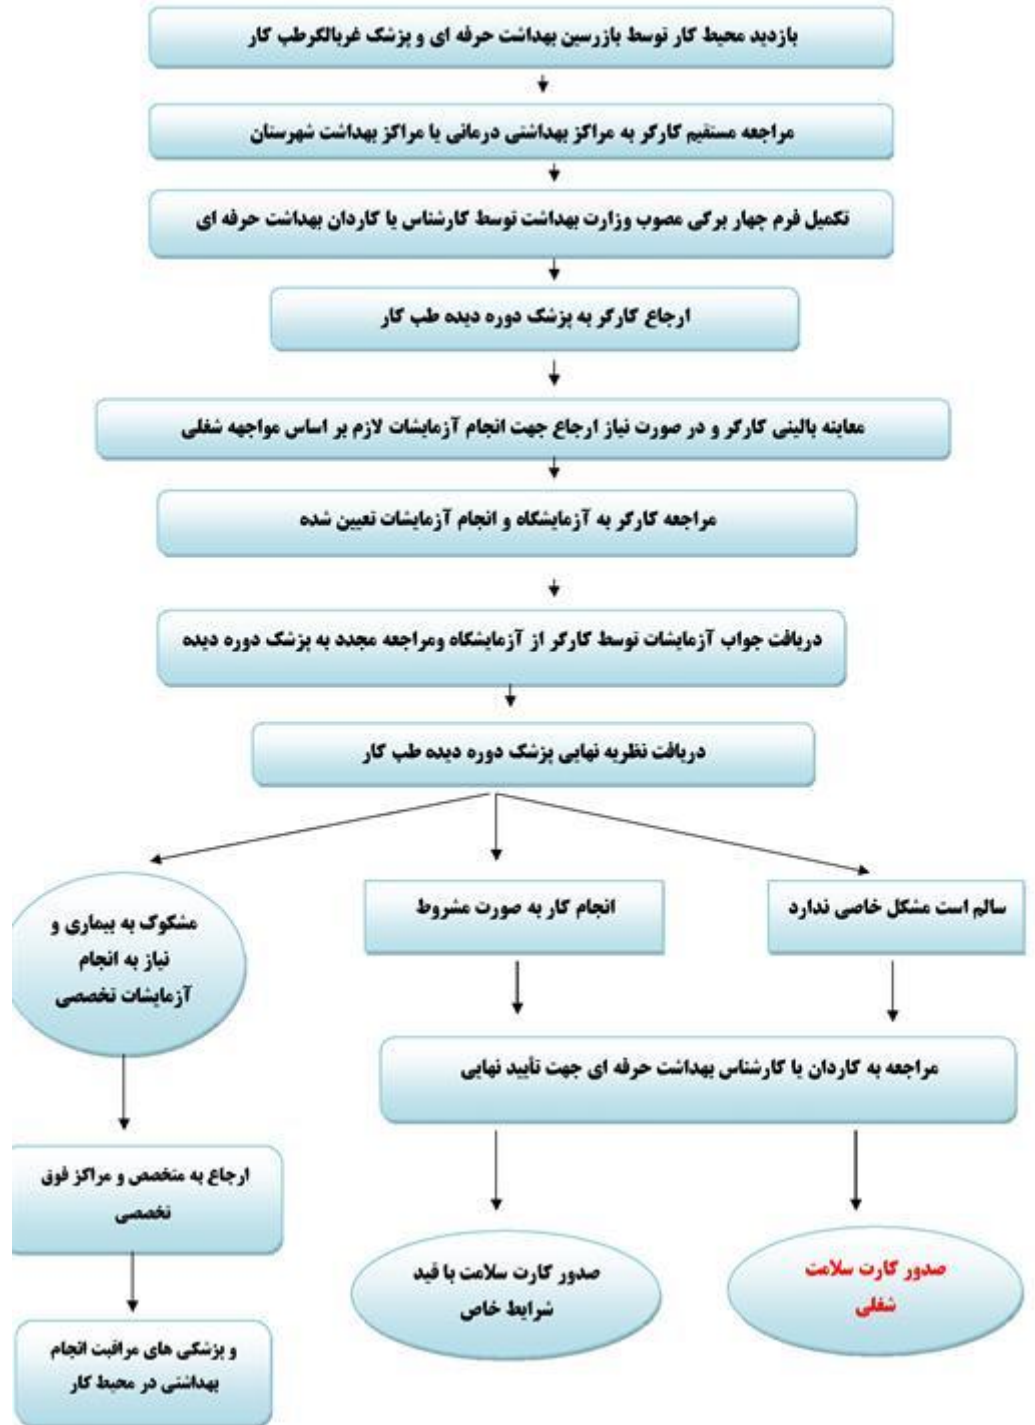 بازدید محیط کار توسط بازرسین بهداشت حرفه ای و پزشک غربالگرطب کار
مراجعه مستقیم کارگر به مراکز بهداشتی درمانی یا مراکز بهداشت شهرستان
تکمیل فرم چهار برگی مصوب وزارت بهداشت توسط کارشناس یا کاردان بهداشت حرفه ای
ارجاع کارگر به پزشک دوره دیده طب کار
معاینه بالینی کارگر و در صورت نیاز ارجاع جهت انجام آزمایشات لازم بر اساس مواجهه شغلی
مراجعه کارگر به آزمایشگاه و انجام آزمایشات تعیین شده
دریافت جواب آزمایشات توسط کارگر از آزمایشگاه ومراجعه مجدد به پزشک دوره دیده
دریافت نظریه نهایی پزشک دوره دیده طب کار
سالم است مشکل خاصی ندارد
انجام کار به صورت مشروط
مشکوک به بیماری و
نیاز به انجام
آزمایشات تخصصی
مراجعه به کاردان یا کارشناس بهداشت حرفه ای جهت تأیید نهایی
صدور کارت سلامت
شغلی
صدور کارت سلامت با قید
شرایط خاص
ارجاع به متخصص و مراکز فوق
تخصصی
و پزشکی های مراقبت انجام
بهداشتی در محیط کار